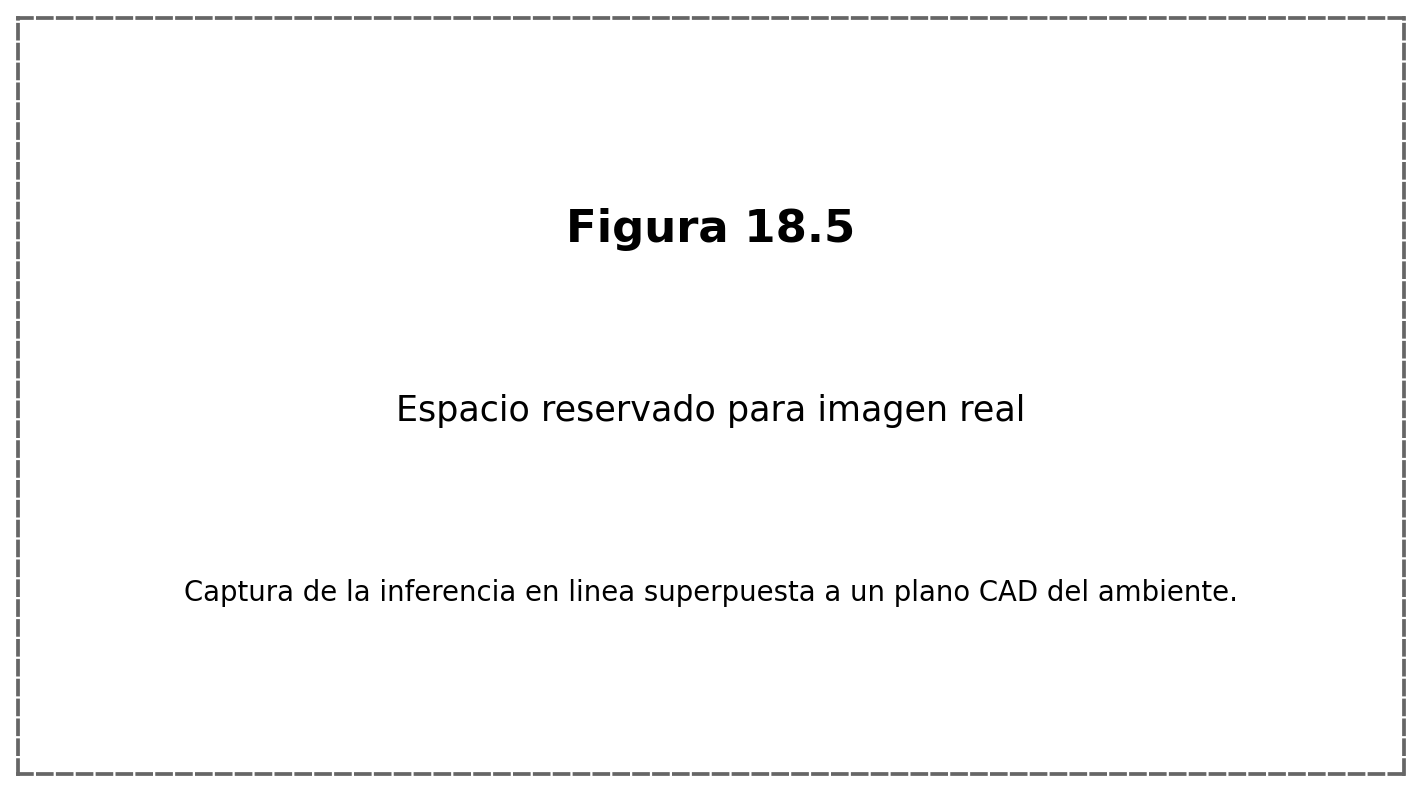 Figura 18.5
Espacio reservado para imagen real
Captura de la inferencia en linea superpuesta a un plano CAD del ambiente.